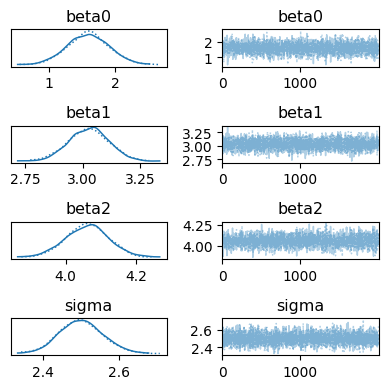 beta0 beta0
2
1
1 2 0 1000
beta1 beta1
3.25
3.00
2.75
2.75 3.00 3.25 0 1000
beta2 beta2
4.25
4.00
4.0 4.2 0 1000
sigma sigma
2.6
2.4
2.4 2.6 0 1000